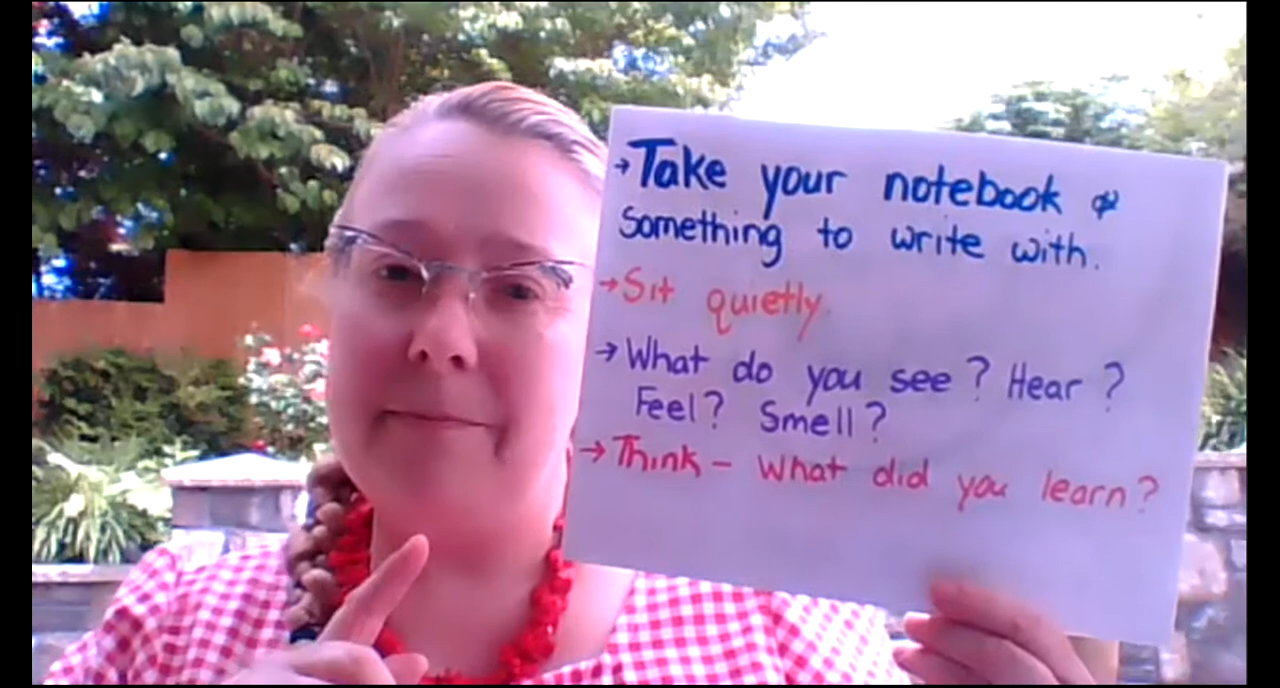 →Take your notebook &
something to write with.
→Sit quietly.
→What do you see? Hear?
Feel? Smell?
→Think - What did you learn?